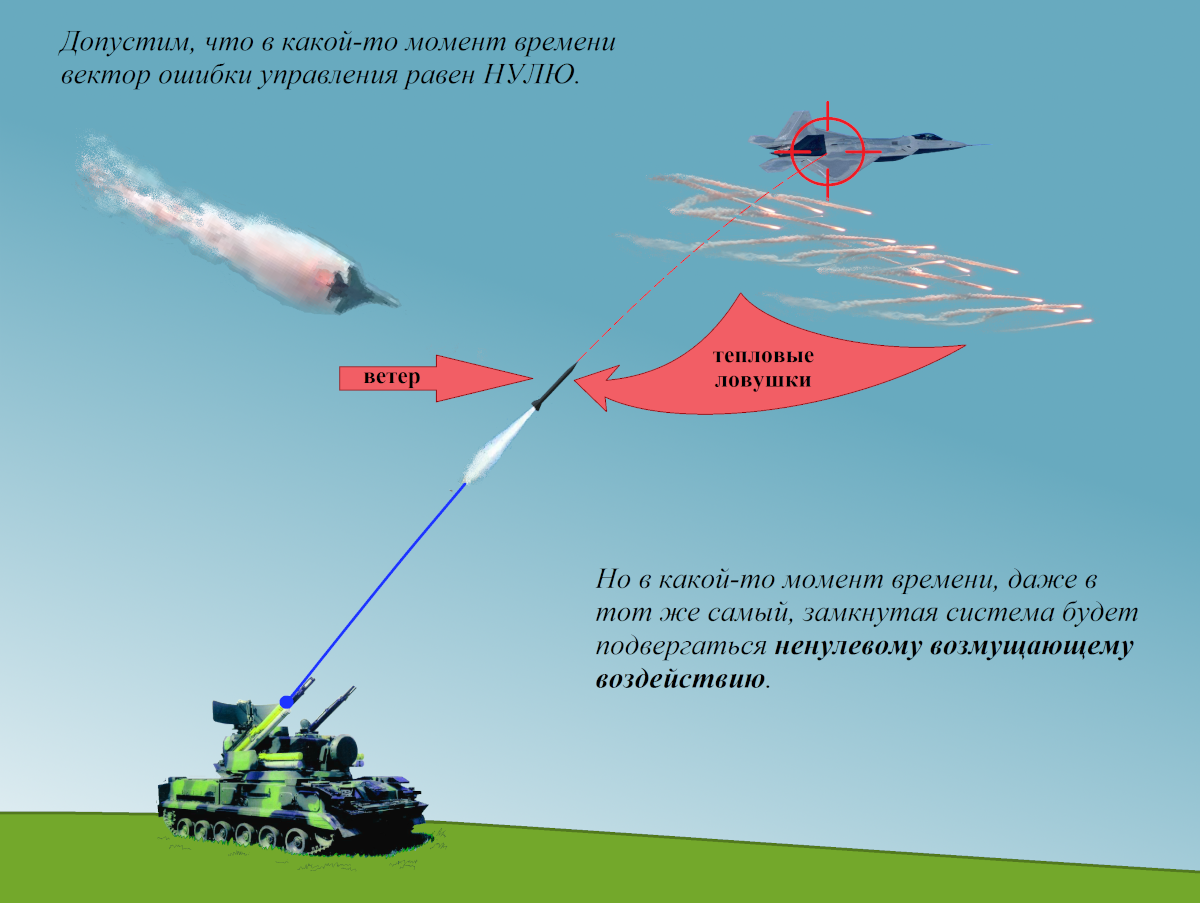 Допустим, что в какой-то момент времени
вектор ошибки управления равен НУЛЮ.
тепловые
ловушки
ветер
Но в какой-то момент времени, даже в
тот же самый, замкнутая система будет
подвергаться ненулевому возмущающему
воздействию.